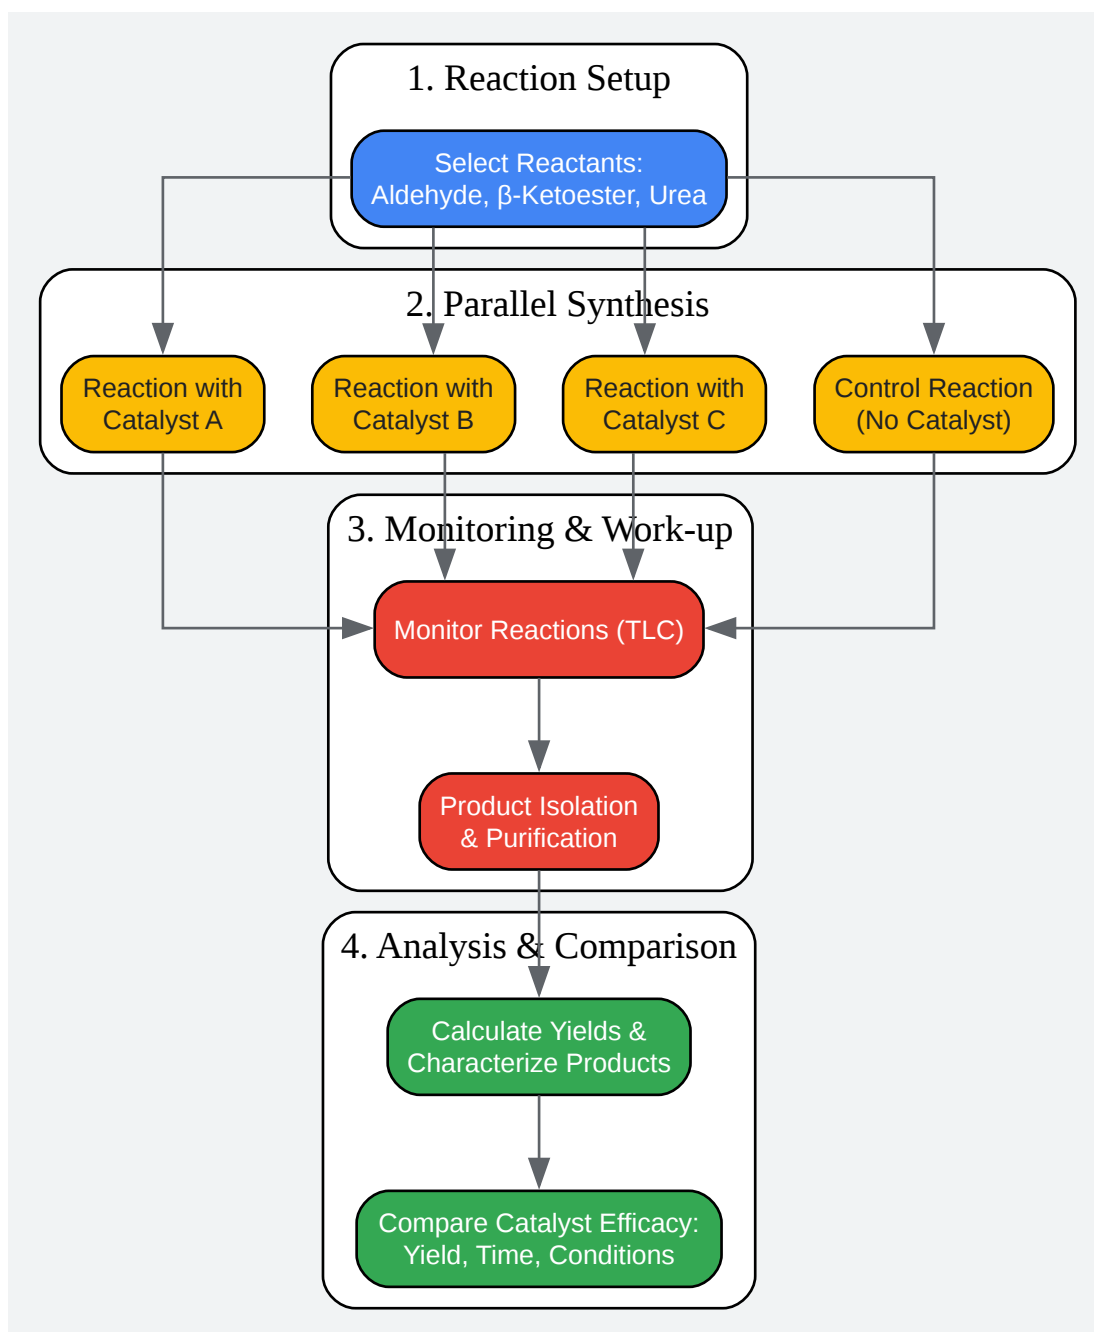 1. Reaction Setup
Select Reactants:
Aldehyde, β-Ketoester, Urea
2. Parallel Synthesis
Reaction with
Catalyst A
Reaction with
Catalyst B
Reaction with
Catalyst C
Control Reaction
(No Catalyst)
3. Monitoring & Work-up
Monitor Reactions (TLC)
Product Isolation
& Purification
4. Analysis & Comparison
Calculate Yields &
Characterize Products
Compare Catalyst Efficacy:
Yield, Time, Conditions